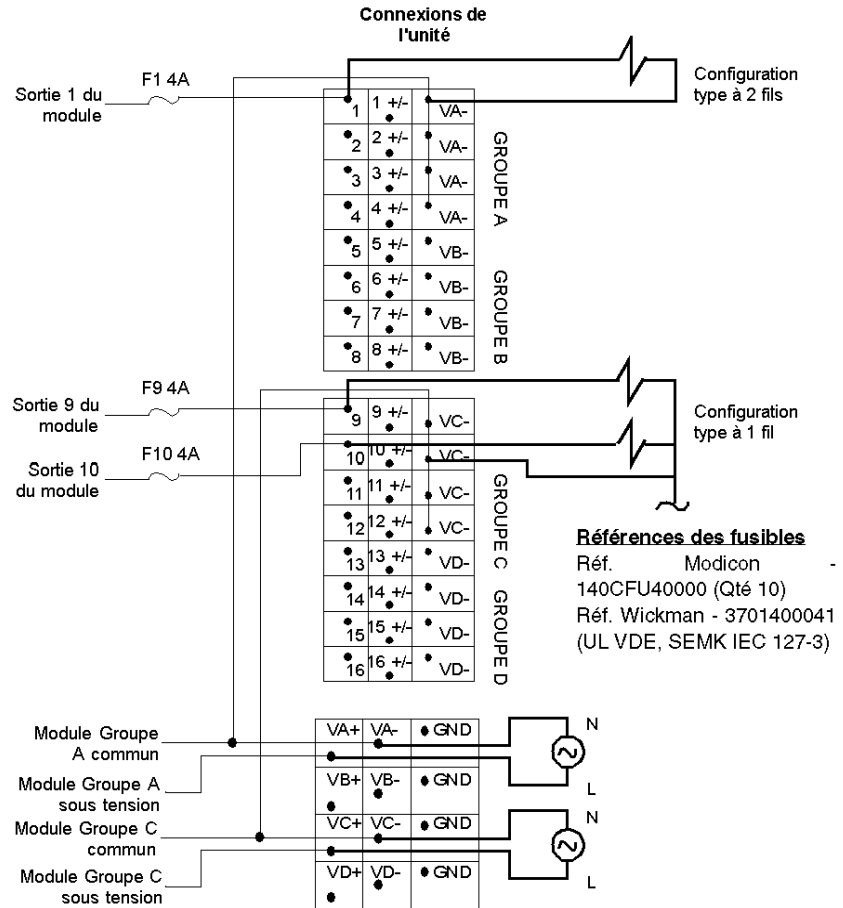 Connexions de
l'unité
F1 4A
Sortie 1 du
module
Configuration
type à 2 fils
1 1 +/- VA-
2 2 +/- VA-
3 3 +/- VA-
4 4 +/- VA-
GROUPE A
5 5 +/- VB-
6 6 +/- VB-
7 7 +/- VB-
8 8 +/- VB-
GROUPE B
F9 4A
Sortie 9 du
module
F10 4A
Sortie 10
du module
Configuration
type à 1 fil
9 9 +/- VC-
10 10 +/- VC-
11 11 +/- VC-
12 12 +/- VC-
GROUPE C
13 13 +/- VD-
14 14 +/- VD-
15 15 +/- VD-
16 16 +/- VD-
GROUPE D
Références des fusibles
Réf. Modicon -
140CFU40000 (Qté 10)
Réf. Wickman - 3701400041
(UL VDE, SEMK IEC 127-3)
Module Groupe
A commun
Module Groupe A
sous tension
Module Groupe C
commun
Module Groupe C
sous tension
VA+ VA- GND
VB+ VB- GND
VC+ VC- GND
VD+ VD- GND
N
L
N
L